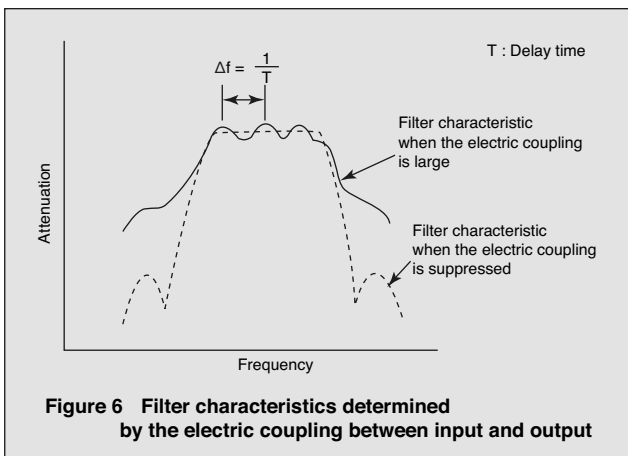 T : Delay time
Δf = 1/T
Filter characteristic
when the electric coupling
is large
Filter characteristic
when the electric coupling
is suppressed
Attenuation
Frequency
Figure 6 Filter characteristics determined
by the electric coupling between input and output